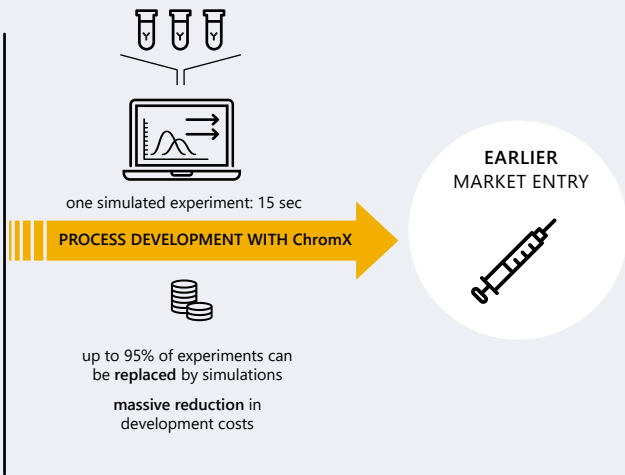 Y Y Y
one simulated experiment: 15 sec
PROCESS DEVELOPMENT WITH ChromX
EARLIER
MARKET ENTRY
up to 95% of experiments can
be replaced by simulations
massive reduction in
development costs